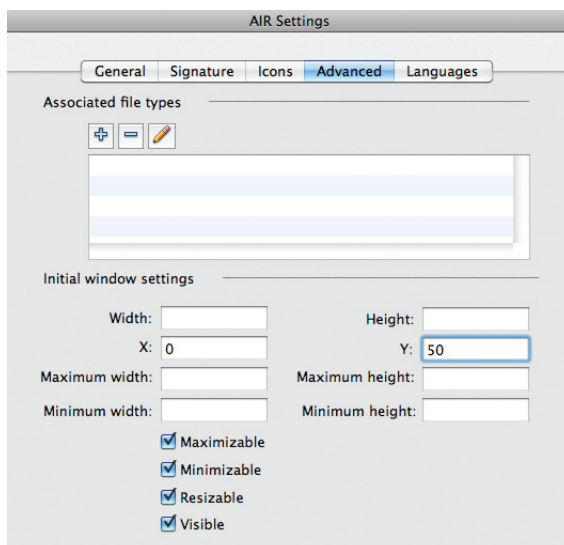 AIR Settings
General Signature Icons Advanced Languages
Associated file types
Initial window settings
Width: Height:
X: 0 Y: 50
Maximum width: Maximum height:
Minimum width: Minimum height:
Maximizable
Minimizable
Resizable
Visible